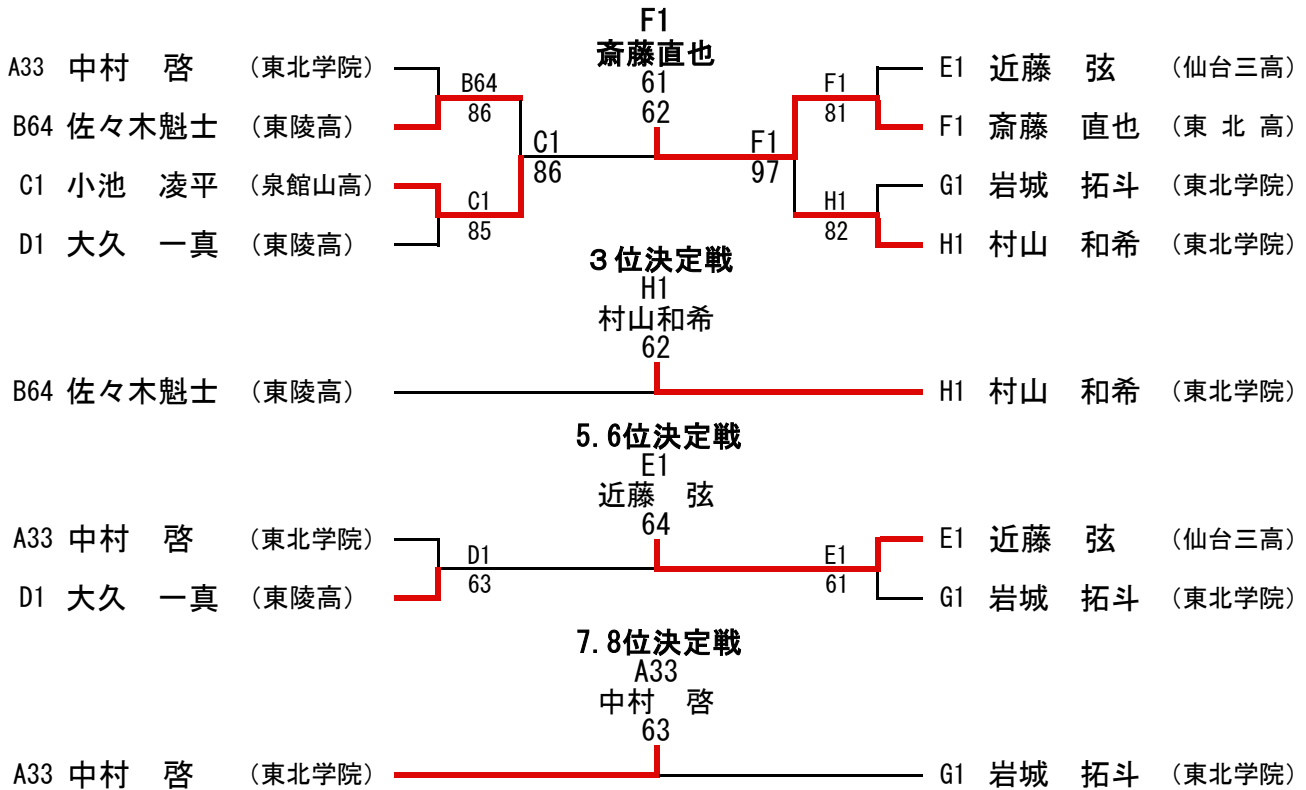 F1
斎藤直也
61
62
A33 中村 啓 (東北学院)
B64 佐々木魁士 (東陵高)
C1 小池 凌平 (泉館山高)
D1 大久 一真 (東陵高)
B64
86
C1
85
C1
86
F1
97
F1
81
H1
82
E1 近藤 弦 (仙台三高)
F1 斎藤 直也 (東 北 高)
G1 岩城 拓斗 (東北学院)
H1 村山 和希 (東北学院)
3位決定戦
H1
村山和希
62
B64 佐々木魁士 (東陵高)
H1 村山 和希 (東北学院)
5.6位決定戦
E1
近藤 弦
64
A33 中村 啓 (東北学院)
D1 大久 一真 (東陵高)
D1
63
E1
61
E1 近藤 弦 (仙台三高)
G1 岩城 拓斗 (東北学院)
7.8位決定戦
A33
中村 啓
63
A33 中村 啓 (東北学院)
G1 岩城 拓斗 (東北学院)